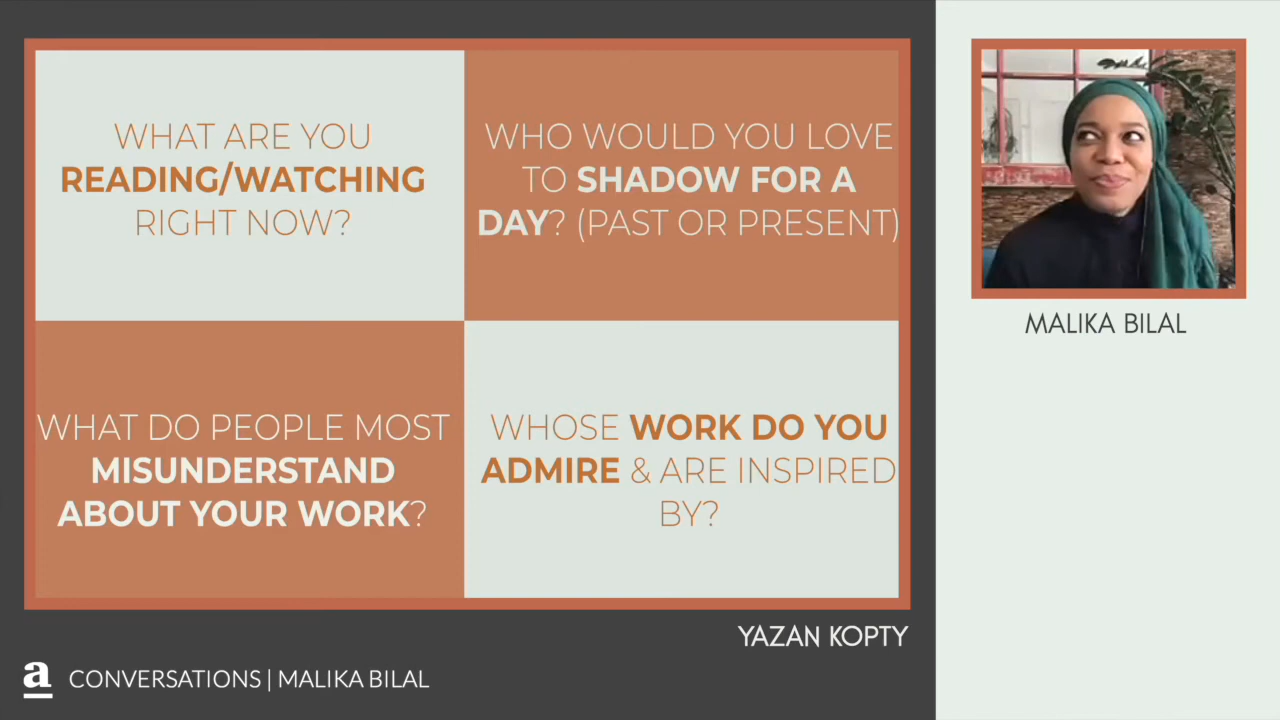 WHAT ARE YOU
READING/WATCHING
RIGHT NOW?
WHO WOULD YOU LOVE
TO SHADOW FOR A
DAY? (PAST OR PRESENT)
WHAT DO PEOPLE MOST
MISUNDERSTAND
ABOUT YOUR WORK?
WHOSE WORK DO YOU
ADMIRE & ARE INSPIRED
BY?
YAZAN KOPTY
MALIKA BILAL
a CONVERSATIONS | MALIKA BILAL